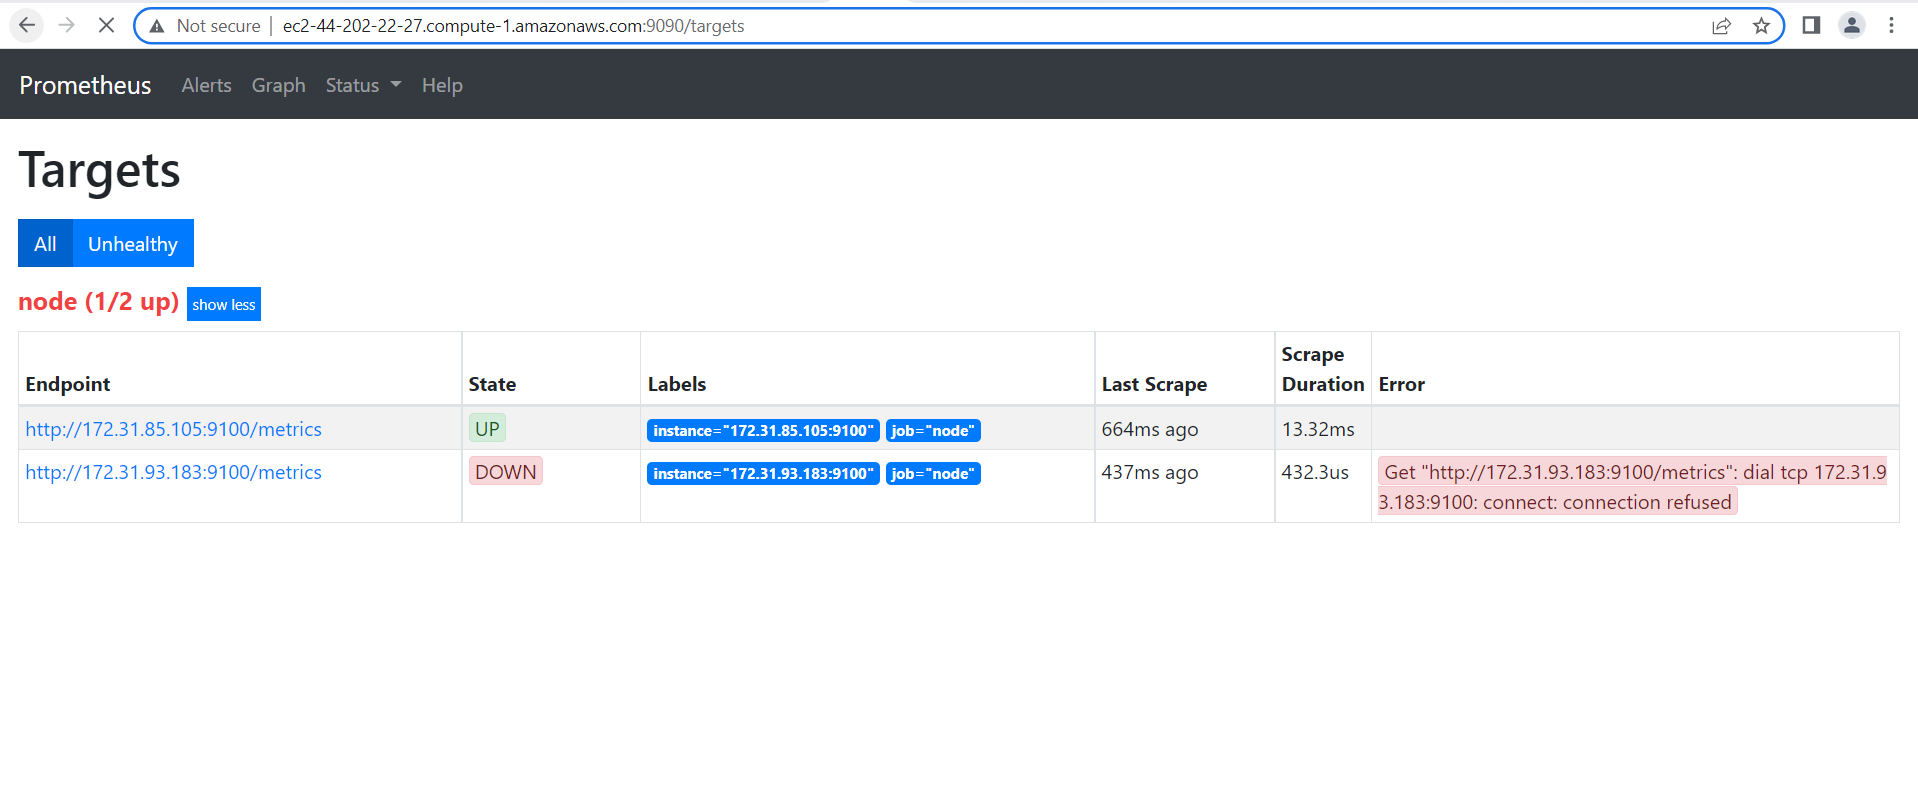 Not secure | ec2-44-202-22-27.compute-1.amazonaws.com:9090/targets
Prometheus Alerts Graph Status Help
Targets
All Unhealthy
node (1/2 up) show less
Endpoint State Labels Last Scrape Scrape Duration Error
http://172.31.85.105:9100/metrics UP instance="172.31.85.105:9100" job="node" 664ms ago 13.32ms
http://172.31.93.183:9100/metrics DOWN instance="172.31.93.183:9100" job="node" 437ms ago 432.3us Get "http://172.31.93.183:9100/metrics": dial tcp 172.31.9
3.183:9100: connect: connection refused